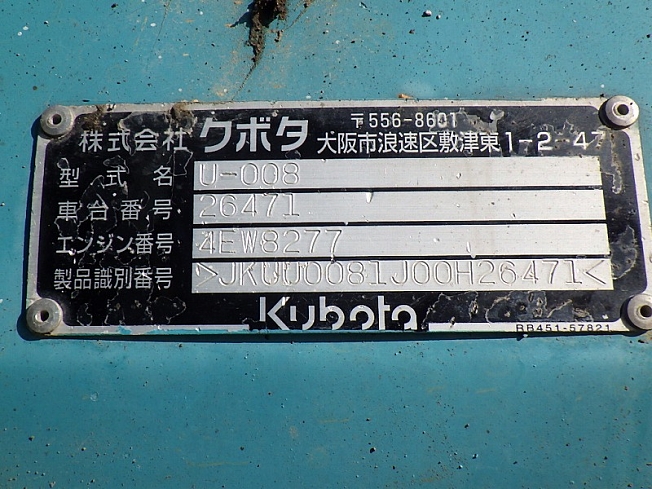 株式会社クボタ 〒556-8601
大阪市浪速区敷津東1-2-47
型式名 U-008
車台番号 26471
エンジン番号 4EW8277
製品識別番号 >JKUU0081J00H26471<
Kubota
RB451-57821